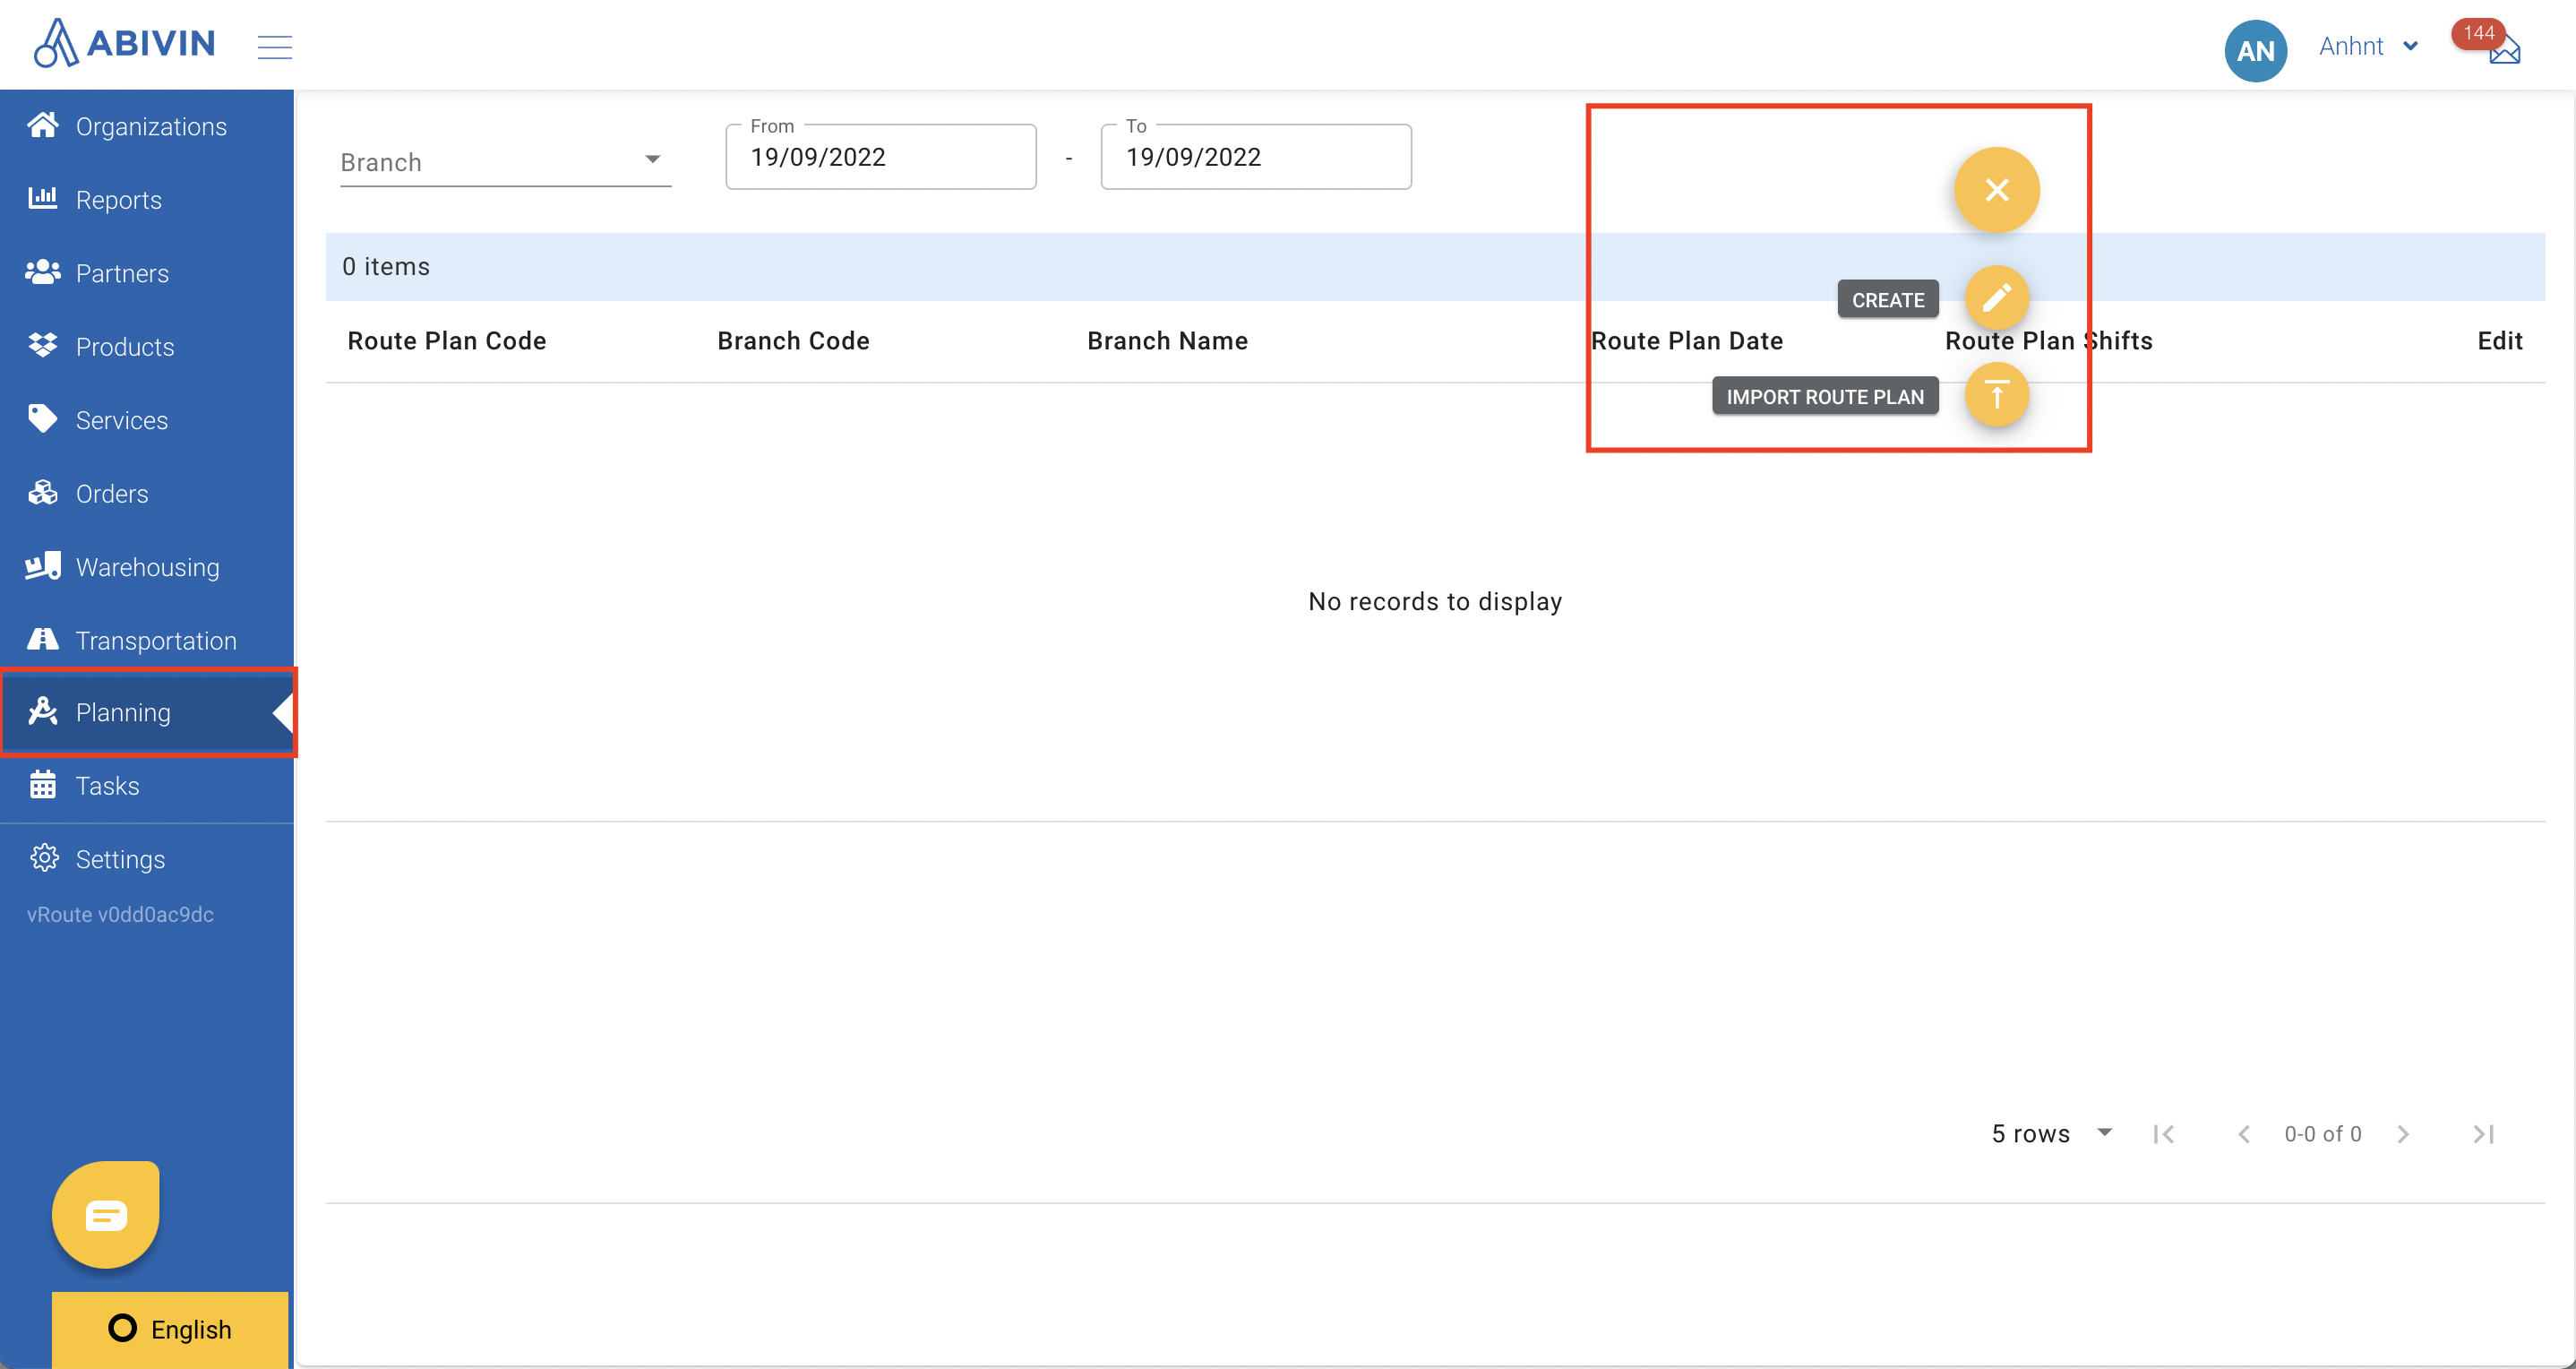 ABIVIN
AN
Anhnt
144
Organizations
Reports
Partners
Products
Services
Orders
Warehousing
Transportation
Planning
Tasks
Settings
vRoute v0dd0ac9dc
English
Branch
From
19/09/2022
-
To
19/09/2022
0 items
CREATE
Route Plan Code Branch Code Branch Name Route Plan Date Route Plan Shifts Edit
IMPORT ROUTE PLAN
No records to display
5 rows 0-0 of 0